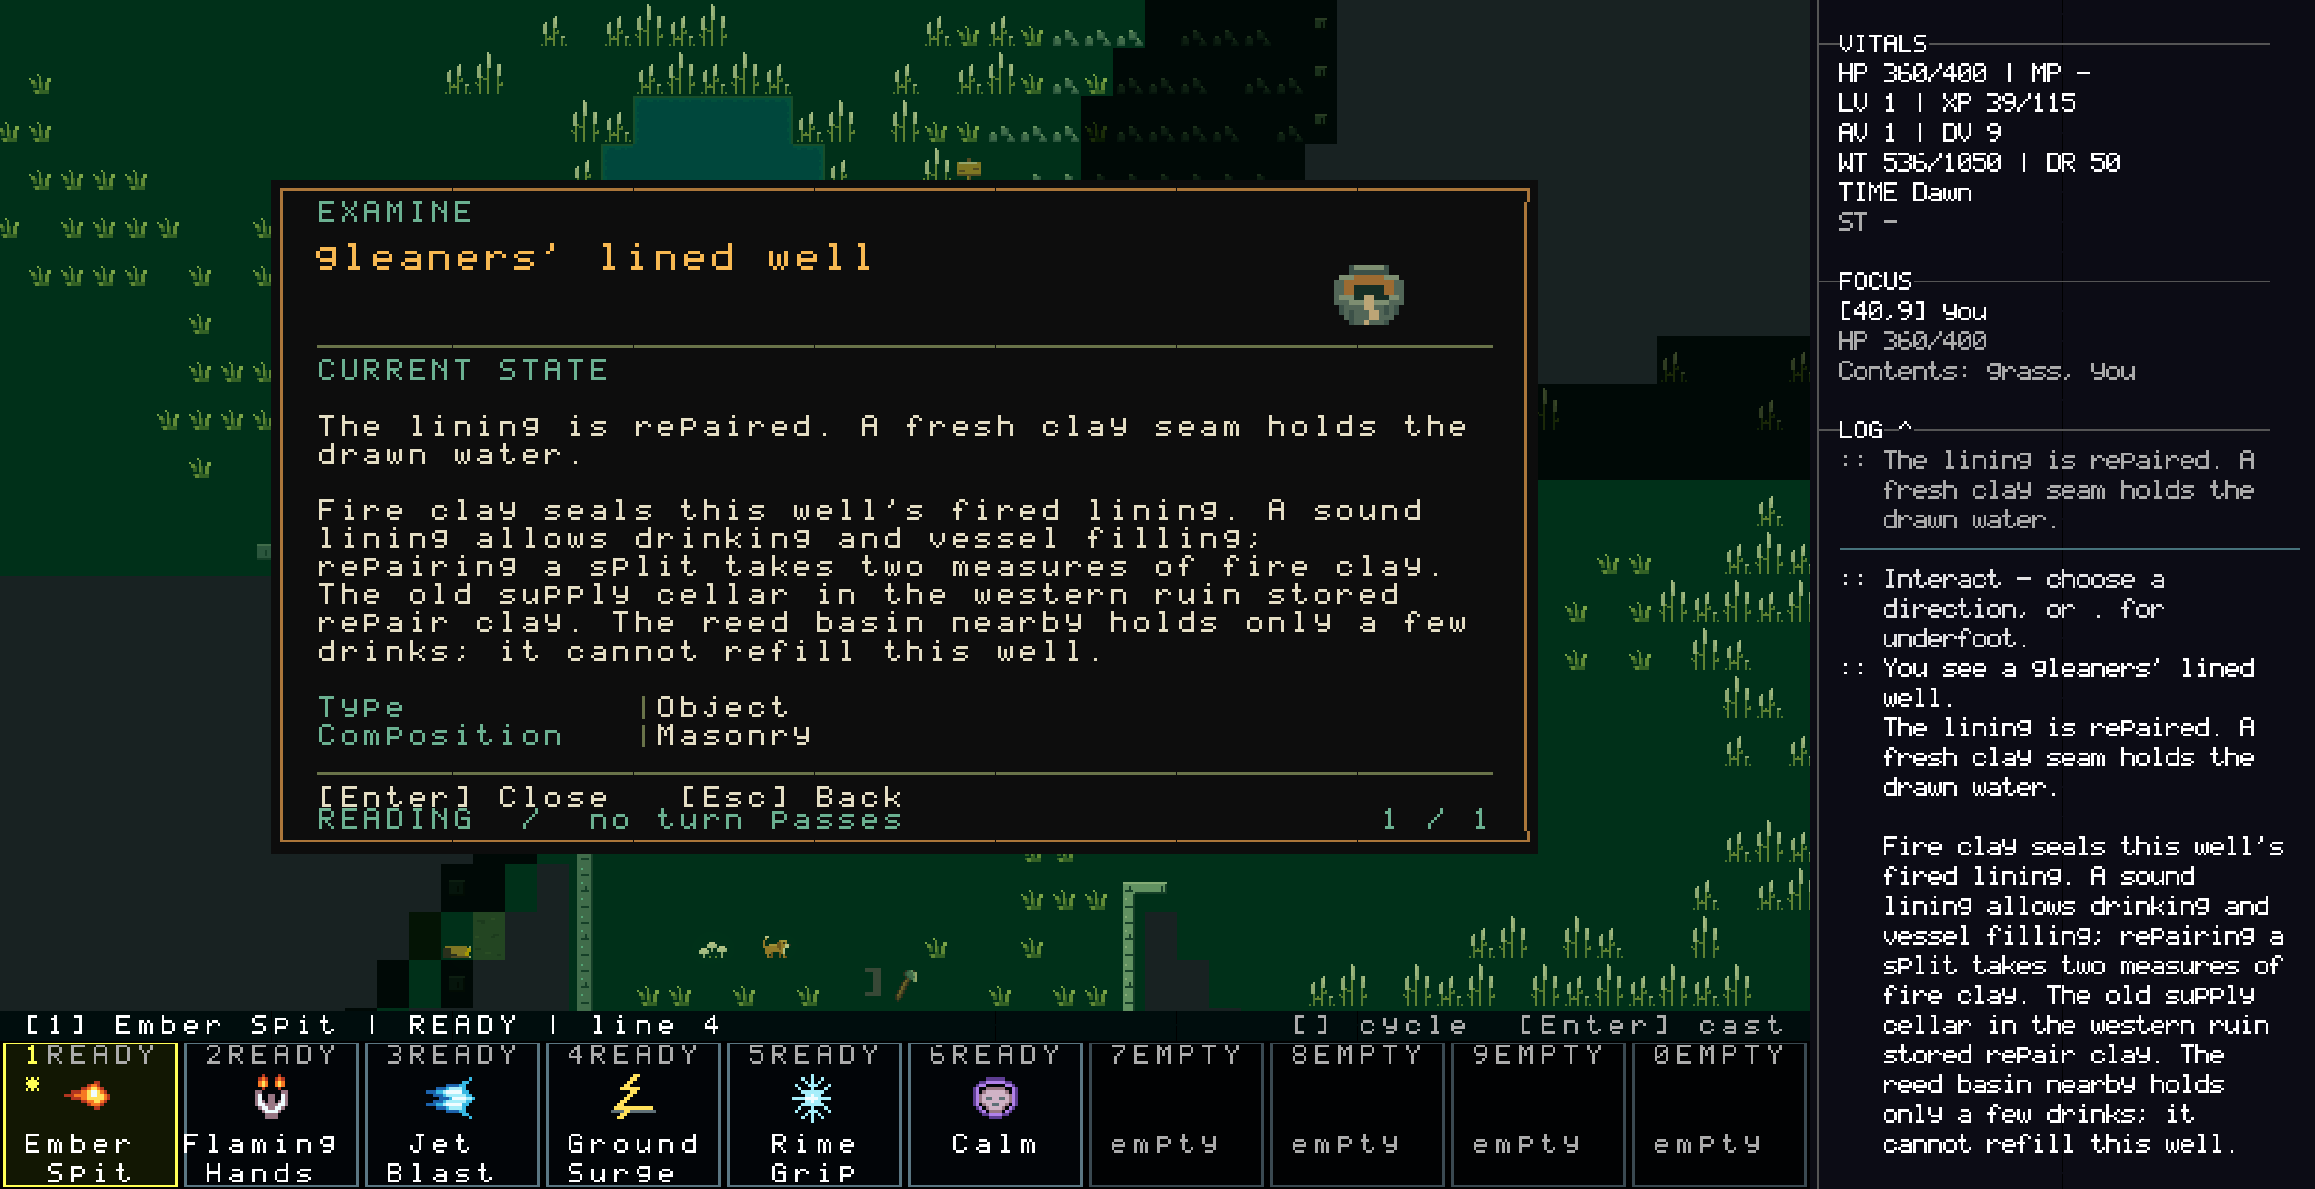 EXAMINE
gleaners' lined well
CURRENT STATE
The lining is repaired. A fresh clay seam holds the
drawn water.
Fire clay seals this well's fired lining. A sound
lining allows drinking and vessel filling;
repairing a split takes two measures of fire clay.
The old supply cellar in the western ruin stored
repair clay. The reed basin nearby holds only a few
drinks; it cannot refill this well.
Type | Object
Composition | Masonry
[Enter] Close [Esc] Back
READING / no turn passes 1 / 1
[1] Ember Spit | READY | line 4 [] cycle [Enter] cast
1READY 2READY 3READY 4READY 5READY 6READY 7EMPTY 8EMPTY 9EMPTY 0EMPTY
*
Ember Flaming Jet Ground Rime Calm empty empty empty empty
Spit Hands Blast Surge Grip
VITALS
HP 360/400 | MP -
LV 1 | XP 39/115
AV 1 | DV 9
WT 536/1050 | DR 50
TIME Dawn
ST -
FOCUS
[40,9] you
HP 360/400
Contents: grass, you
LOG ^
:: The lining is repaired. A
fresh clay seam holds the
drawn water.
:: Interact - choose a
direction, or . for
underfoot.
:: You see a gleaners' lined
well.
The lining is repaired. A
fresh clay seam holds the
drawn water.
Fire clay seals this well's
fired lining. A sound
lining allows drinking and
vessel filling; repairing a
split takes two measures of
fire clay. The old supply
cellar in the western ruin
stored repair clay. The
reed basin nearby holds
only a few drinks; it
cannot refill this well.